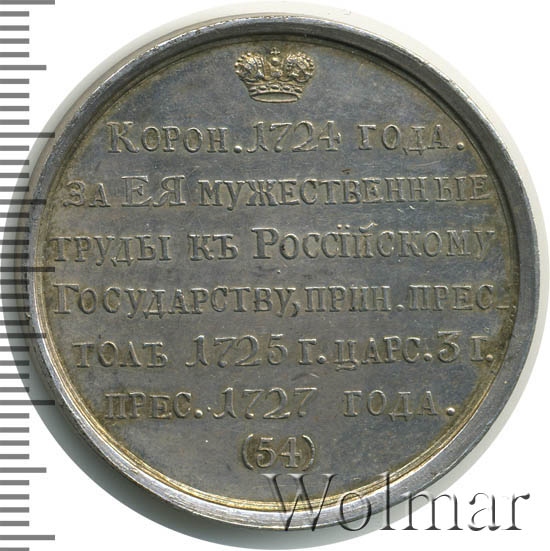 Корон. 1724 года.
за ЕЯ мужественные
труды къ Россїйскому
Государству, прин. прес-
толъ 1725 г. царс. 3 г.
прес. 1727 года.
(54)
Wolmar